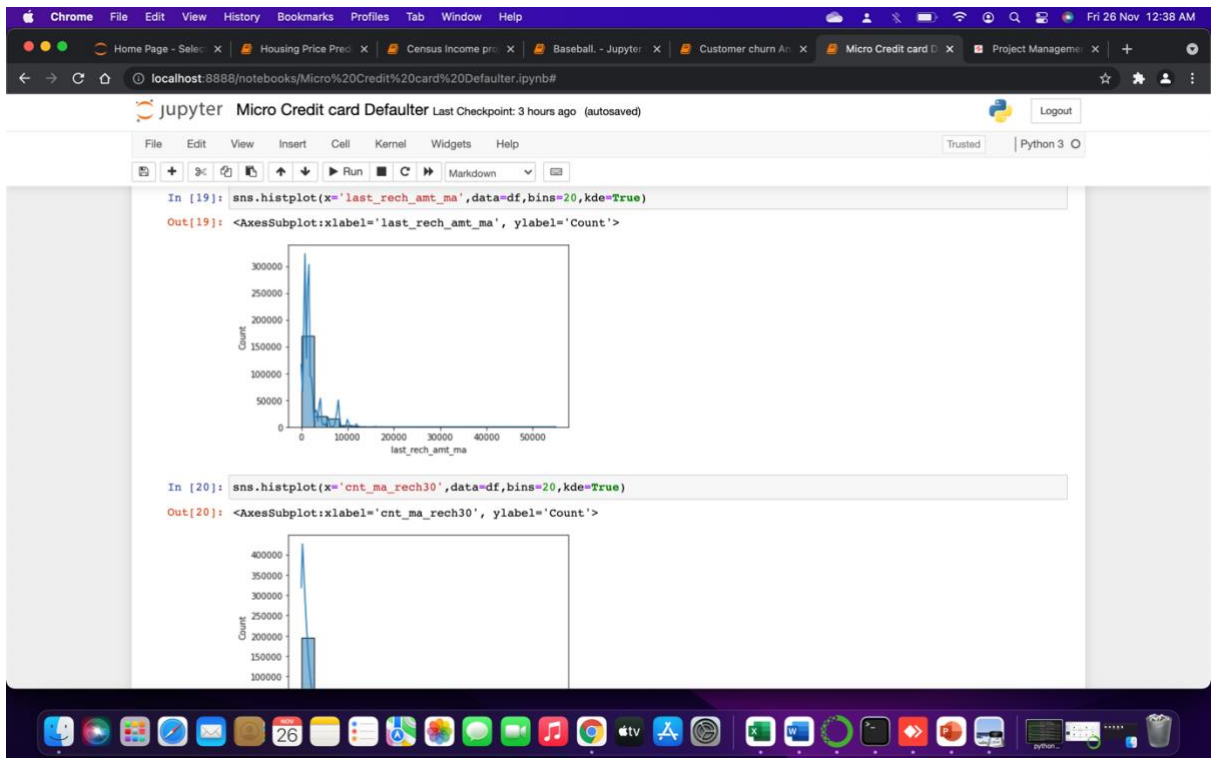 Chrome File Edit View History Bookmarks Profiles Tab Window Help Fri 26 Nov 12:38 AM
Home Page - Selec Housing Price Pred Census Income pro Baseball. - Jupyter Customer churn An Micro Credit card D Project Managemen
localhost:8888/notebooks/Micro%20Credit%20card%20Defaulter.ipynb#
jupyter Micro Credit card Defaulter Last Checkpoint: 3 hours ago (autosaved) Logout
File Edit View Insert Cell Kernel Widgets Help Trusted Python 3
Run Markdown
In [19]: sns.histplot(x='last_rech_amt_ma',data=df,bins=20,kde=True)
Out[19]: <AxesSubplot:xlabel='last_rech_amt_ma', ylabel='Count'>
300000
250000
200000
150000
100000
50000
0
Count
0 10000 20000 30000 40000 50000
last_rech_amt_ma
In [20]: sns.histplot(x='cnt_ma_rech30',data=df,bins=20,kde=True)
Out[20]: <AxesSubplot:xlabel='cnt_ma_rech30', ylabel='Count'>
400000
350000
300000
250000
200000
150000
100000
Count
NOV
26
tv
python...